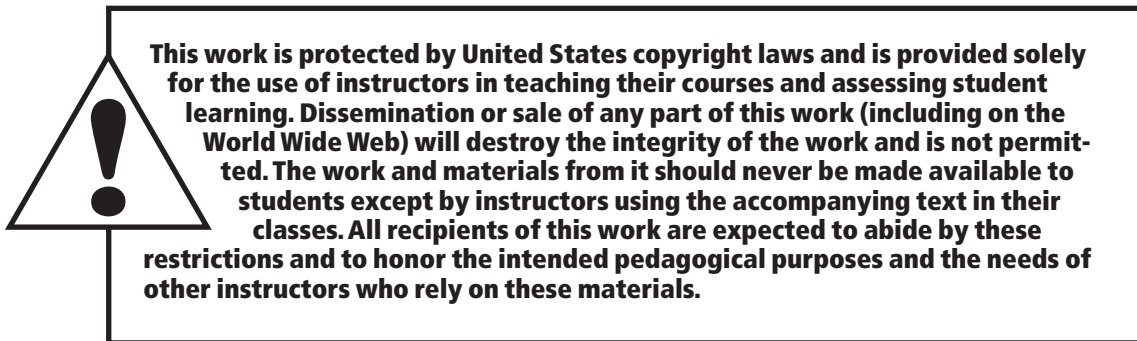 This work is protected by United States copyright laws and is provided solely
for the use of instructors in teaching their courses and assessing student
learning. Dissemination or sale of any part of this work (including on the
World Wide Web) will destroy the integrity of the work and is not permit-
ted. The work and materials from it should never be made available to
students except by instructors using the accompanying text in their
classes. All recipients of this work are expected to abide by these
restrictions and to honor the intended pedagogical purposes and the needs of
other instructors who rely on these materials.